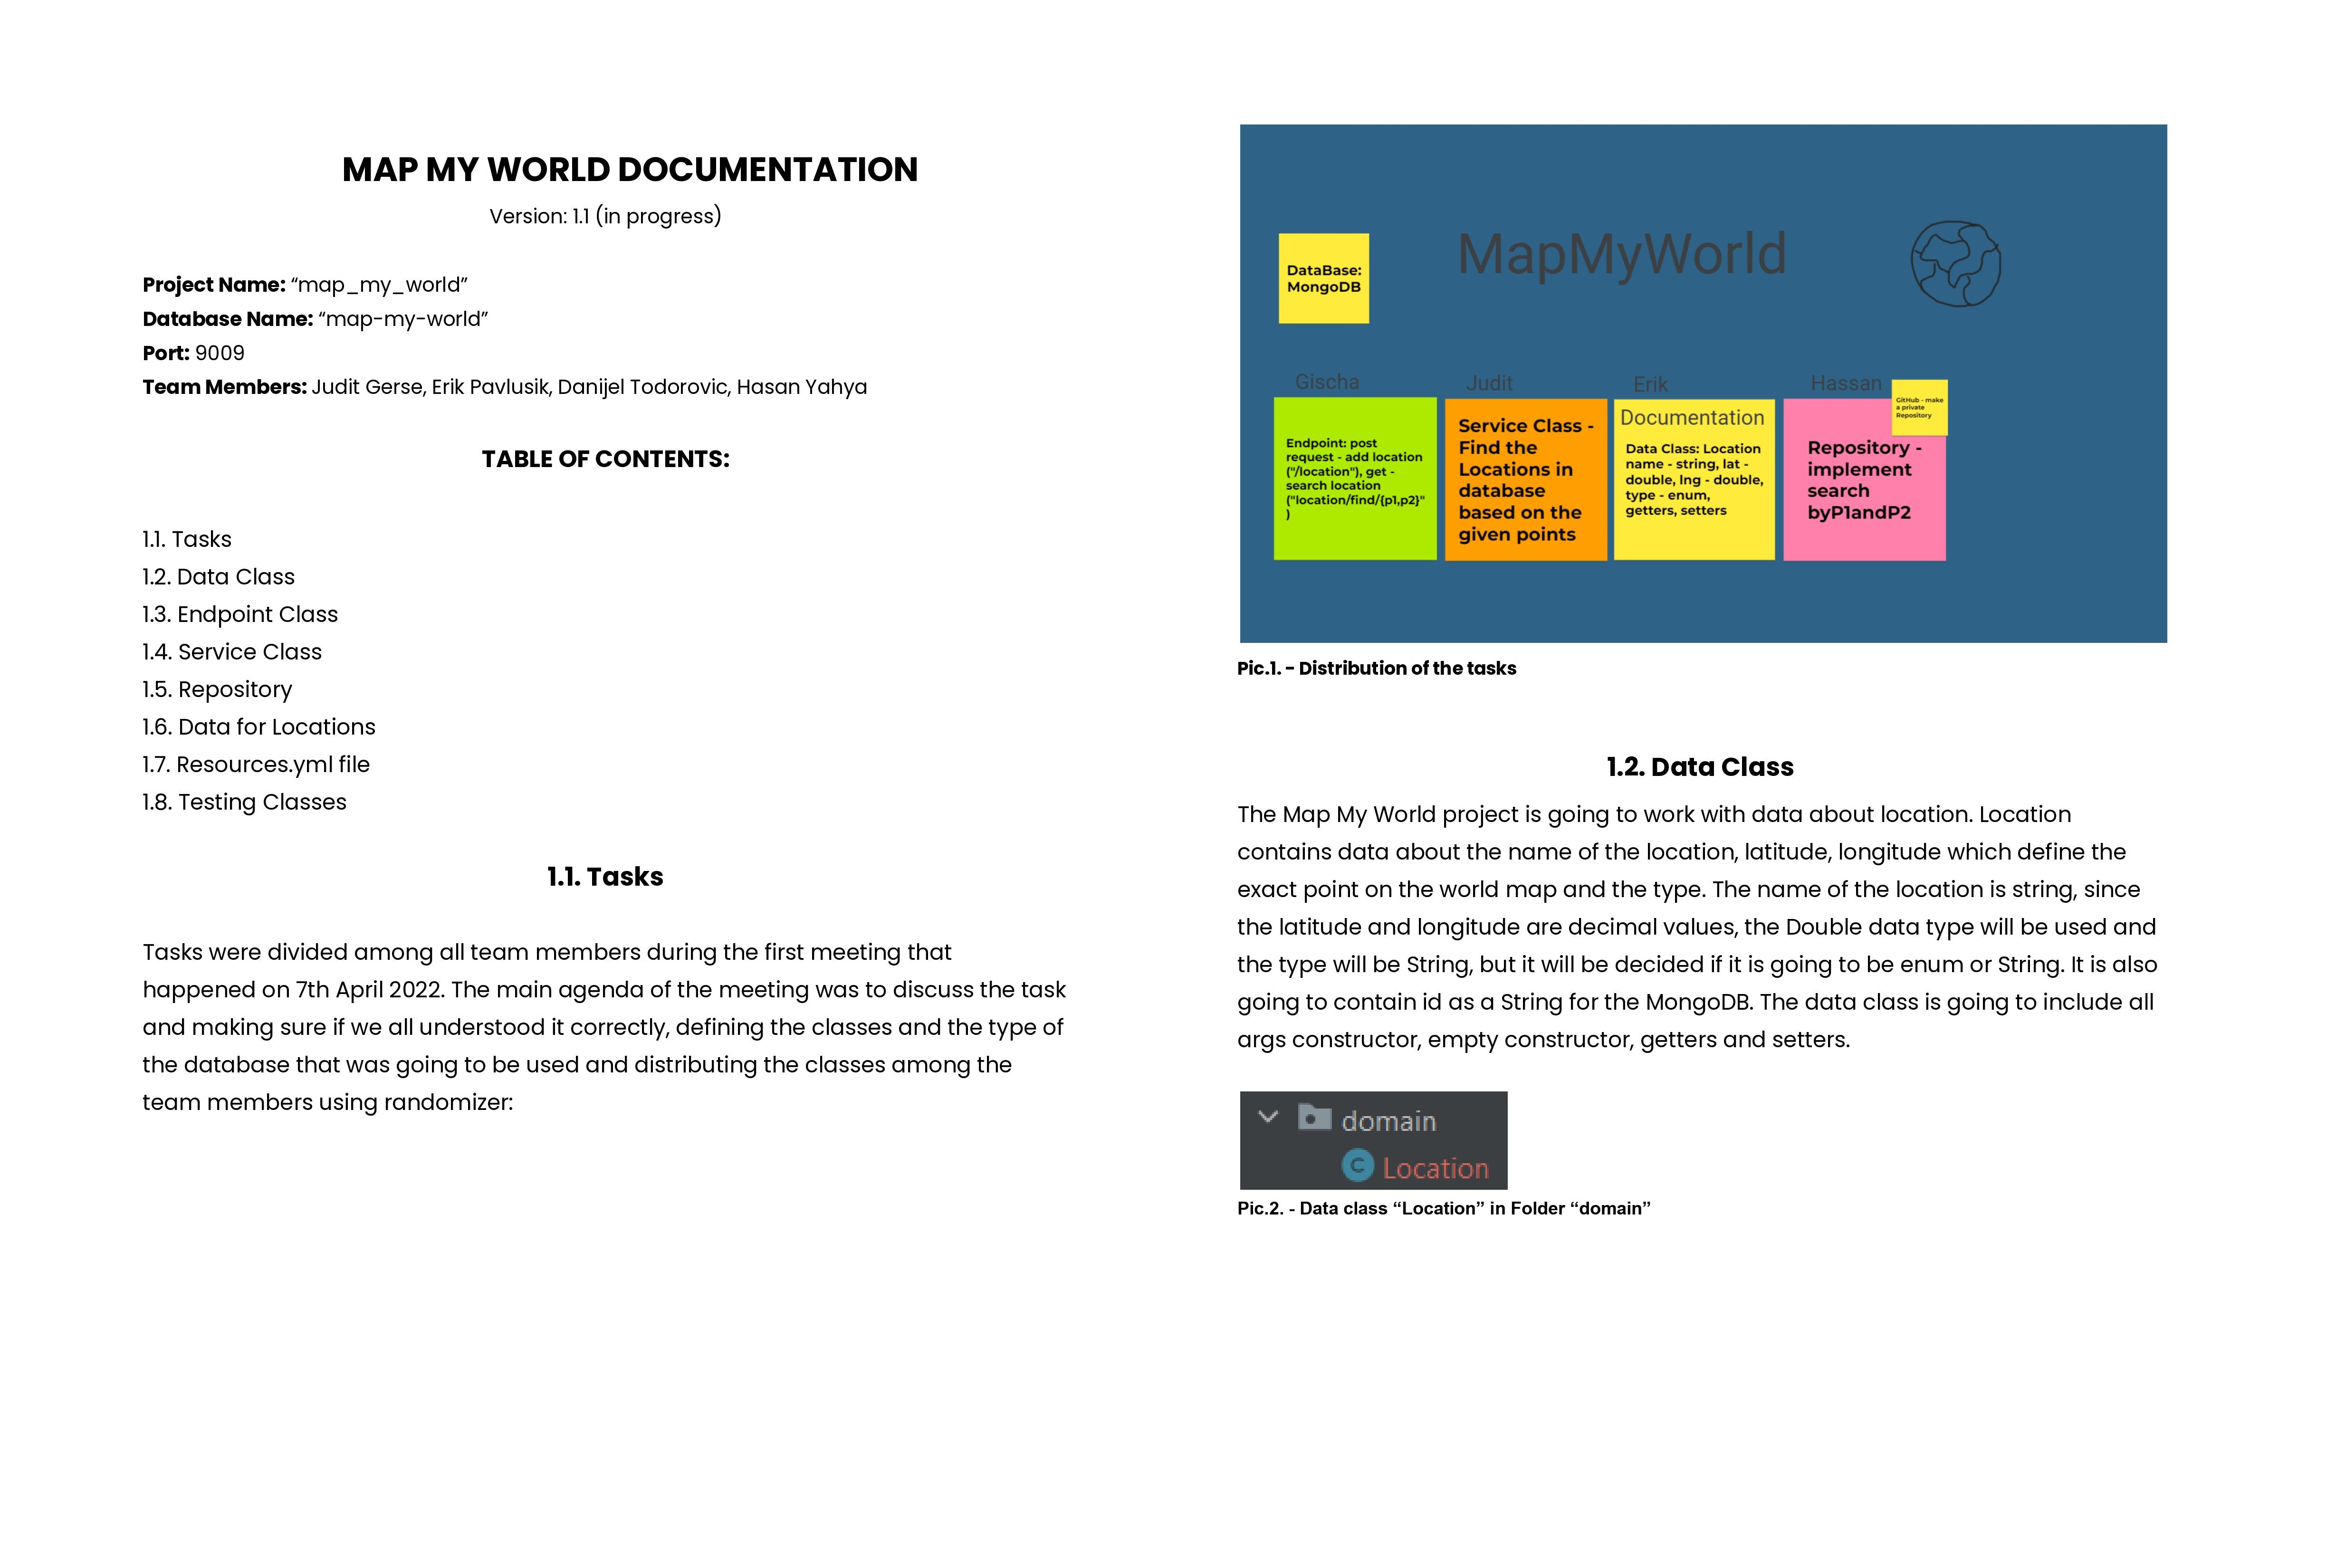 MAP MY WORLD DOCUMENTATION
Version: 1.1 (in progress)
Project Name: “map_my_world”
Database Name: “map-my-world”
Port: 9009
Team Members: Judit Gerse, Erik Pavlusik, Danijel Todorovic, Hasan Yahya
TABLE OF CONTENTS:
1.1. Tasks
1.2. Data Class
1.3. Endpoint Class
1.4. Service Class
1.5. Repository
1.6. Data for Locations
1.7. Resources.yml file
1.8. Testing Classes
1.1. Tasks
Tasks were divided among all team members during the first meeting that
happened on 7th April 2022. The main agenda of the meeting was to discuss the task
and making sure if we all understood it correctly, defining the classes and the type of
the database that was going to be used and distributing the classes among the
team members using randomizer:
DataBase:
MongoDB
MapMyWorld
Gischa
Endpoint: post
request - add location
("/location"), get -
search location
("location/find/{p1,p2}"
)
Judit
Service Class -
Find the
Locations in
database
based on the
given points
Erik
Documentation
Data Class: Location
name - string, lat -
double, lng - double,
type - enum,
getters, setters
Hassan
GitHub - make
a private
Repository
Repository -
implement
search
byP1andP2
Pic.1. - Distribution of the tasks
1.2. Data Class
The Map My World project is going to work with data about location. Location
contains data about the name of the location, latitude, longitude which define the
exact point on the world map and the type. The name of the location is string, since
the latitude and longitude are decimal values, the Double data type will be used and
the type will be String, but it will be decided if it is going to be enum or String. It is also
going to contain id as a String for the MongoDB. The data class is going to include all
args constructor, empty constructor, getters and setters.
domain
C Location
Pic.2. - Data class “Location” in Folder “domain”